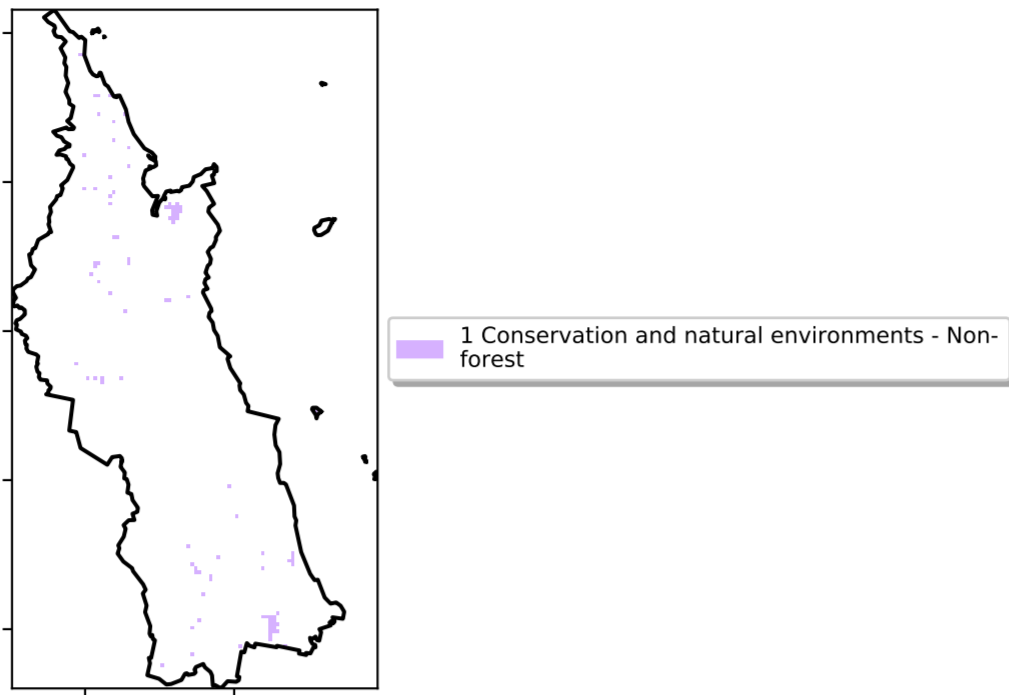 1 Conservation and natural environments - Non-
forest